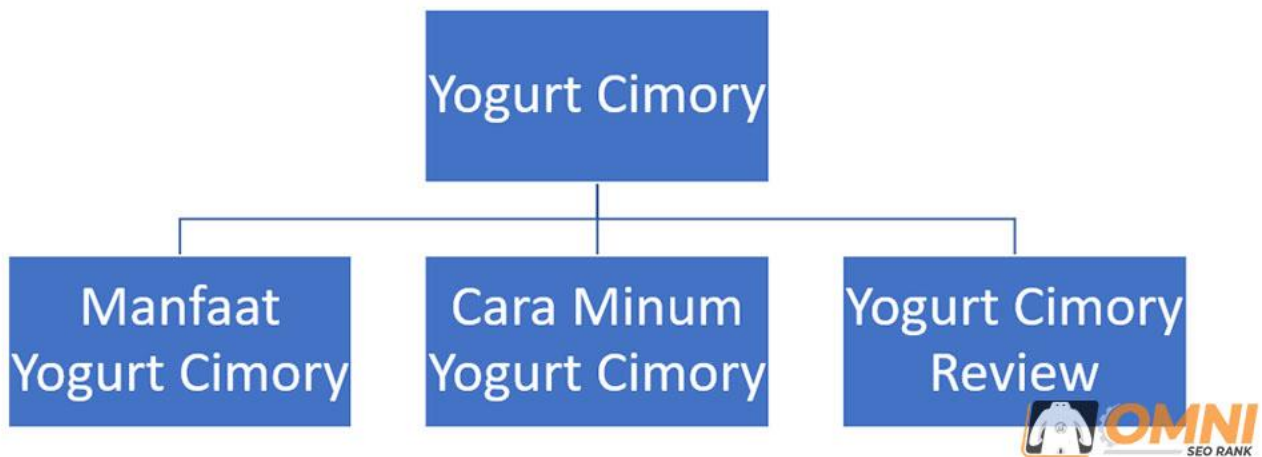 Yogurt Cimory
Manfaat
Yogurt Cimory
Cara Minum
Yogurt Cimory
Yogurt Cimory
Review
OMNI
SEO RANK